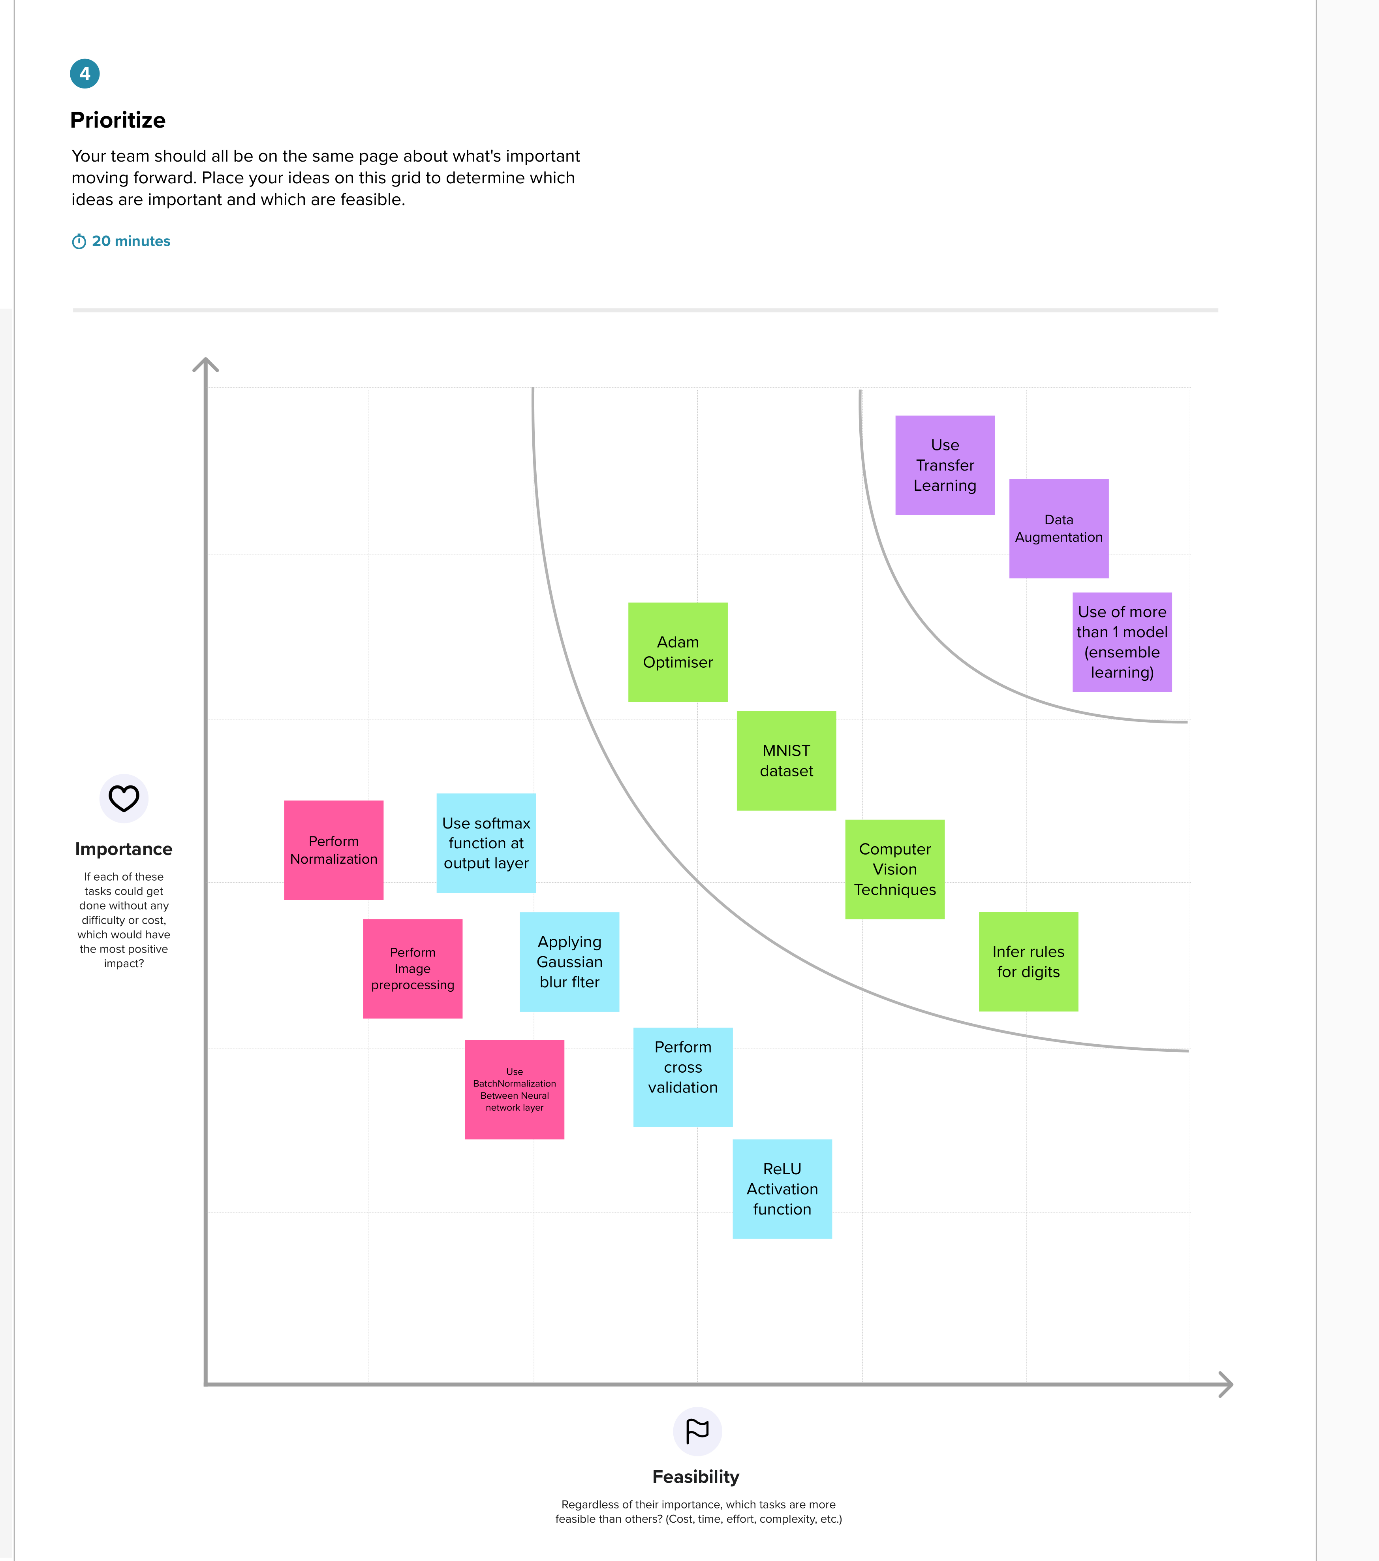 4
Prioritize
Your team should all be on the same page about what's important
moving forward. Place your ideas on this grid to determine which
ideas are important and which are feasible.
20 minutes
Use
Transfer
Learning
Data
Augmentation
Use of more
than 1 model
(ensemble
learning)
Adam
Optimiser
MNIST
dataset
Computer
Vision
Techniques
Infer rules
for digits
Perform
Normalization
Use softmax
function at
output layer
Perform
Image
preprocessing
Applying
Gaussian
blur flter
Use
BatchNormalization
Between Neural
network layer
Perform
cross
validation
ReLU
Activation
function
Importance
If each of these
tasks could get
done without any
difficulty or cost,
which would have
the most positive
impact?
Feasibility
Regardless of their importance, which tasks are more
feasible than others? (Cost, time, effort, complexity, etc.)